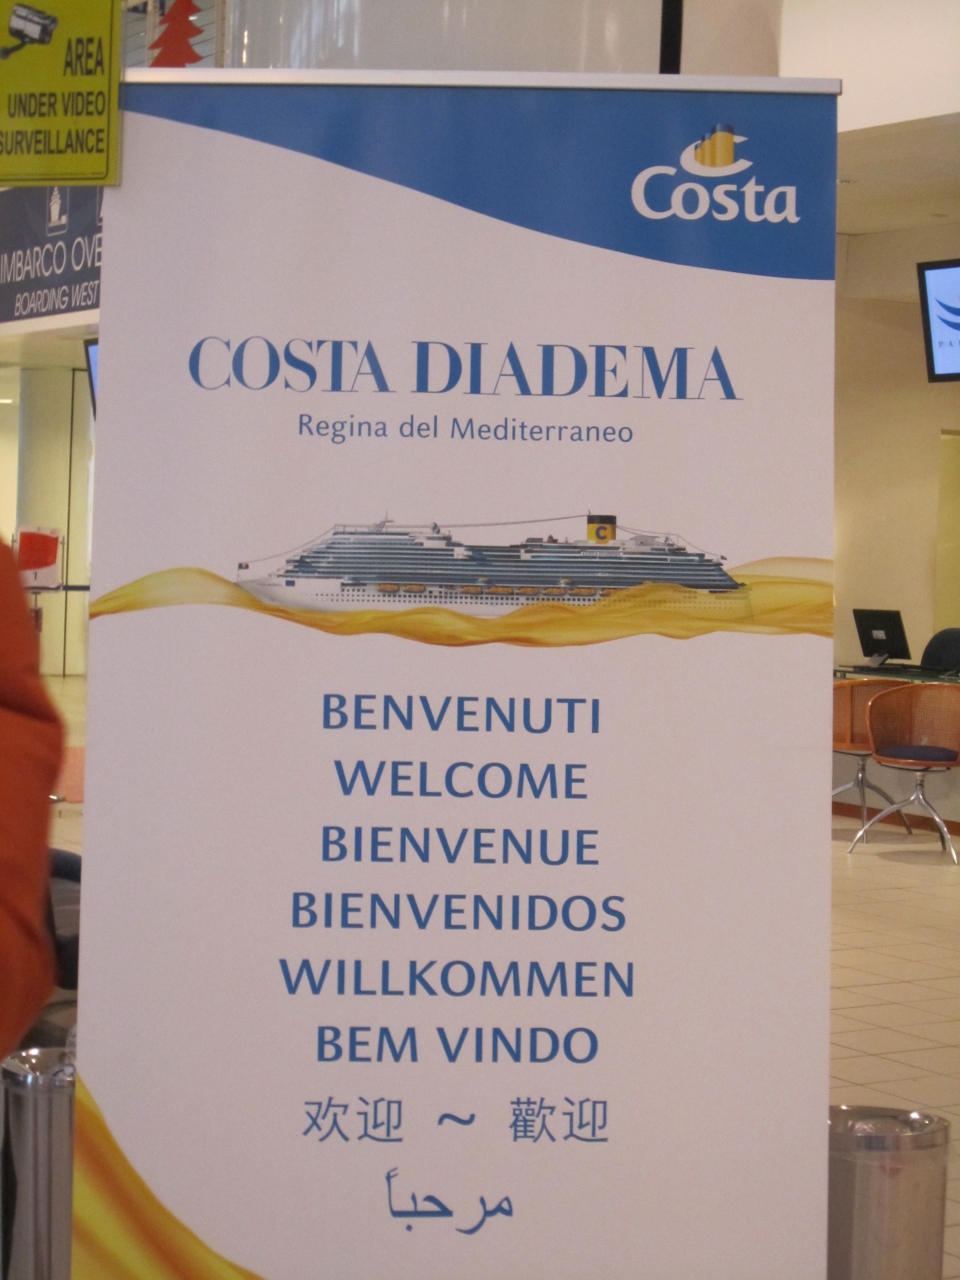 AREA
UNDER VIDEO
SURVEILLANCE
IMBARCO
BOARDING WEST
Costa
COSTA DIADEMA
Regina del Mediterraneo
C
BENVENUTI
WELCOME
BIENVENUE
BIENVENIDOS
WILLKOMMEN
BEM VINDO
欢迎 ~ 歡迎
مرحباً